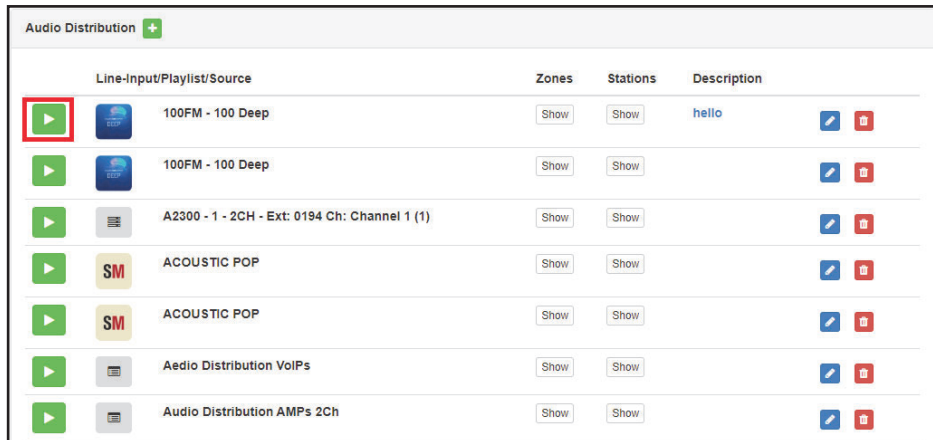 Audio Distribution +
Line-Input/Playlist/Source Zones Stations Description
100FM - 100 Deep Show Show hello
100FM - 100 Deep Show Show
A2300 - 1 - 2CH - Ext: 0194 Ch: Channel 1 (1) Show Show
SM ACOUSTIC POP Show Show
SM ACOUSTIC POP Show Show
Aedio Distribution VoIPs Show Show
Audio Distribution AMPs 2Ch Show Show